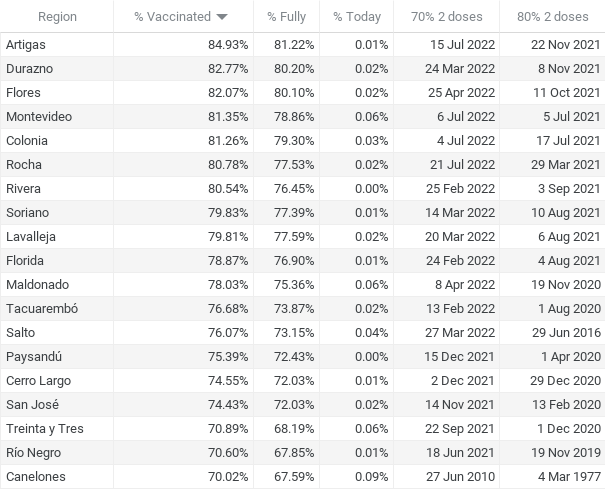 Region % Vaccinated % Fully % Today 70% 2 doses 80% 2 doses
Artigas 84.93% 81.22% 0.01% 15 Jul 2022 22 Nov 2021
Durazno 82.77% 80.20% 0.02% 24 Mar 2022 8 Nov 2021
Flores 82.07% 80.10% 0.02% 25 Apr 2022 11 Oct 2021
Montevideo 81.35% 78.86% 0.06% 6 Jul 2022 5 Jul 2021
Colonia 81.26% 79.30% 0.03% 4 Jul 2022 17 Jul 2021
Rocha 80.78% 77.53% 0.02% 21 Jul 2022 29 Mar 2021
Rivera 80.54% 76.45% 0.00% 25 Feb 2022 3 Sep 2021
Soriano 79.83% 77.39% 0.01% 14 Mar 2022 10 Aug 2021
Lavalleja 79.81% 77.59% 0.02% 20 Mar 2022 6 Aug 2021
Florida 78.87% 76.90% 0.01% 24 Feb 2022 4 Aug 2021
Maldonado 78.03% 75.36% 0.06% 8 Apr 2022 19 Nov 2020
Tacuarembó 76.68% 73.87% 0.02% 13 Feb 2022 1 Aug 2020
Salto 76.07% 73.15% 0.04% 27 Mar 2022 29 Jun 2016
Paysandú 75.39% 72.43% 0.00% 15 Dec 2021 1 Apr 2020
Cerro Largo 74.55% 72.03% 0.01% 2 Dec 2021 29 Dec 2020
San José 74.43% 72.03% 0.02% 14 Nov 2021 13 Feb 2020
Treinta y Tres 70.89% 68.19% 0.06% 22 Sep 2021 1 Dec 2020
Río Negro 70.60% 67.85% 0.01% 18 Jun 2021 19 Nov 2019
Canelones 70.02% 67.59% 0.09% 27 Jun 2010 4 Mar 1977